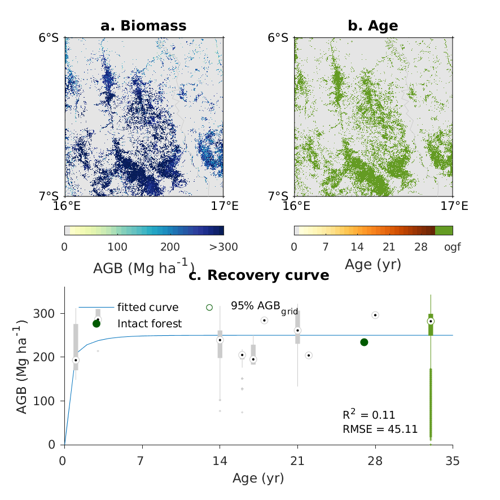 a. Biomass
b. Age
6°S
6°S
7°S
7°S
16°E
17°E
16°E
17°E
0
100
200
>300
0
7
14
21
28
ogf
AGB (Mg ha-1)
Age (yr)
c. Recovery curve
fitted curve
95% AGBgrid
Intact forest
300
200
100
0
AGB (Mg ha-1)
R2 = 0.11
RMSE = 45.11
0
7
14
21
28
35
Age (yr)